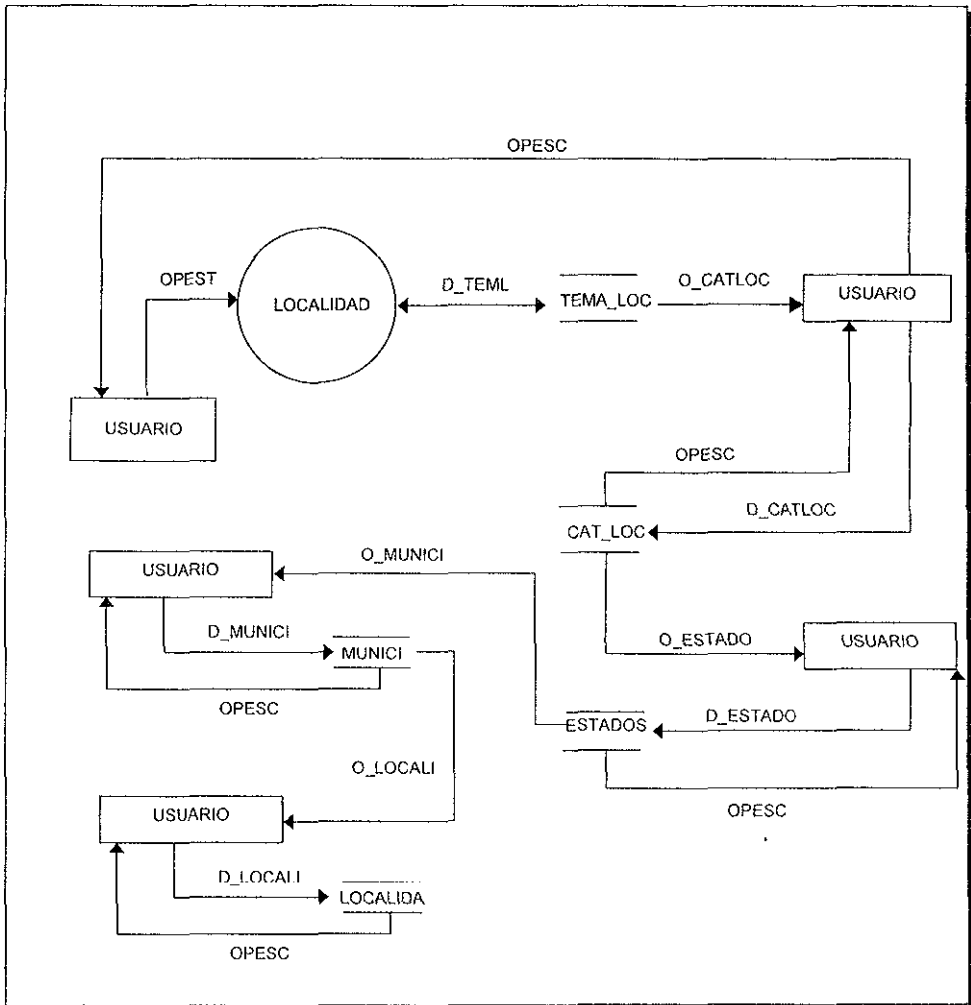 OPESC
OPEST
LOCALIDAD
D_TEML
TEMA_LOC
O_CATLOC
USUARIO
USUARIO
OPESC
D_CATLOC
CAT_LOC
O_MUNICI
USUARIO
D_MUNICI
MUNICI
OPESC
O_ESTADO
USUARIO
D_ESTADO
ESTADOS
OPESC
O_LOCALI
USUARIO
D_LOCALI
LOCALIDA
OPESC